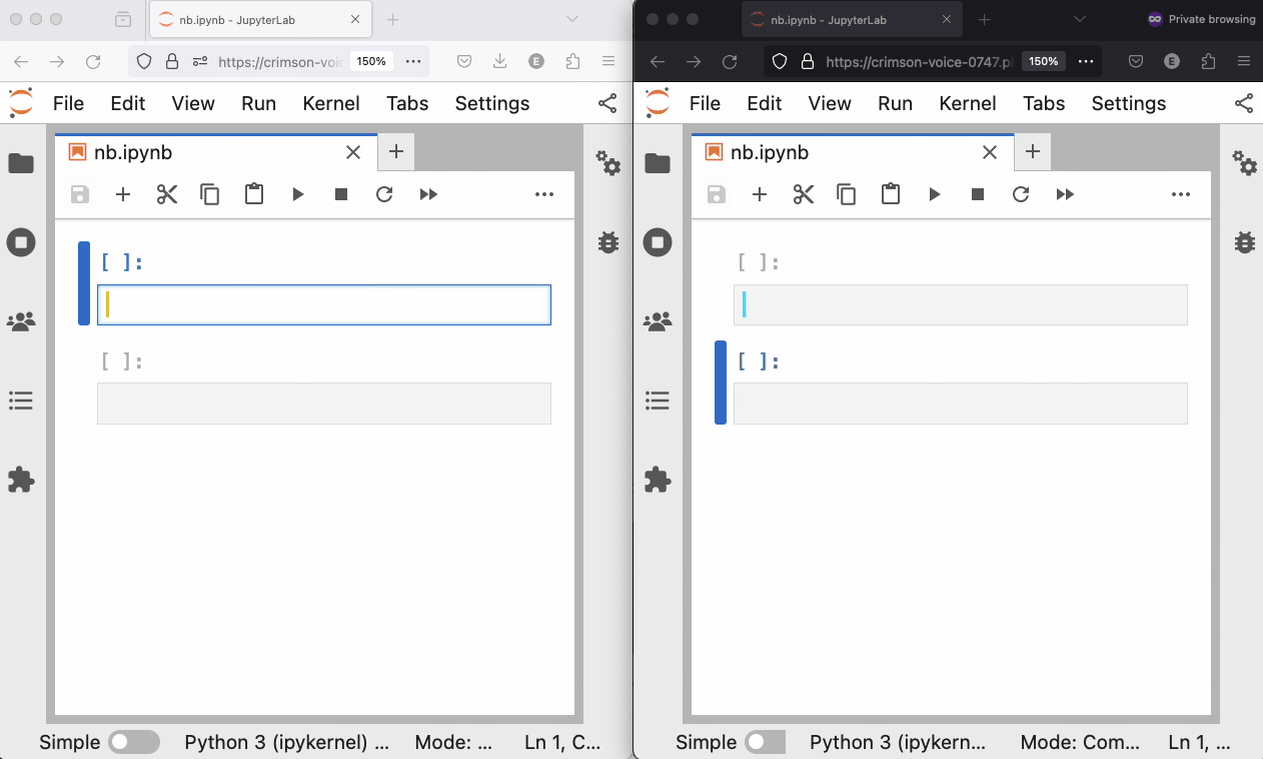 nb.ipynb - JupyterLab
https://crimson-voi
150%
File Edit View Run Kernel Tabs Settings
nb.ipynb
[ ]:
[ ]:
Simple Python 3 (ipykernel) ... Mode: ... Ln 1, C...
nb.ipynb - JupyterLab
Private browsing
https://crimson-voice-0747.pl
150%
E
File Edit View Run Kernel Tabs Settings
nb.ipynb
[ ]:
[ ]:
Simple Python 3 (ipykern... Mode: Com... Ln 1, ...